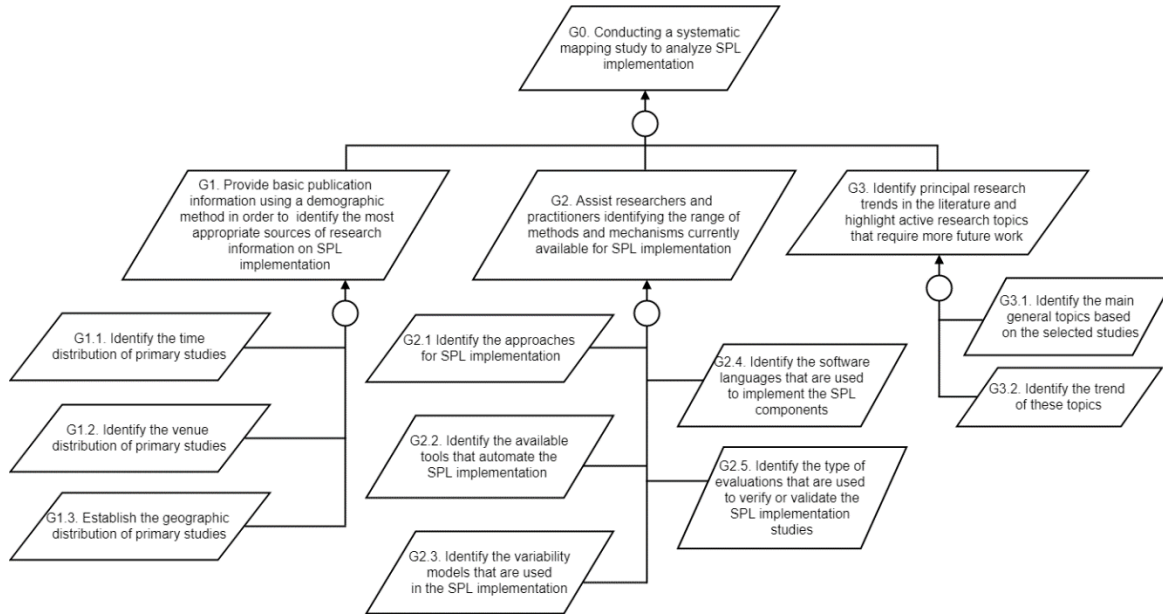 G0. Conducting a systematic
mapping study to analyze SPL
implementation
G1. Provide basic publication
information using a demographic
method in order to identify the most
appropriate sources of research
information on SPL
implementation
G2. Assist researchers and
practitioners identifying the range of
methods and mechanisms currently
available for SPL implementation
G3. Identify principal research
trends in the literature and
highlight active research topics
that require more future work
G1.1. Identify the time
distribution of primary studies
G1.2. Identify the venue
distribution of primary studies
G1.3. Establish the geographic
distribution of primary studies
G2.1 Identify the approaches
for SPL implementation
G2.2. Identify the available
tools that automate the
SPL implementation
G2.3. Identify the variability
models that are used
in the SPL implementation
G2.4. Identify the software
languages that are used
to implement the SPL
components
G2.5. Identify the type of
evaluations that are used
to verify or validate the
SPL implementation
studies
G3.1. Identify the main
general topics based
on the selected studies
G3.2. Identify the trend
of these topics